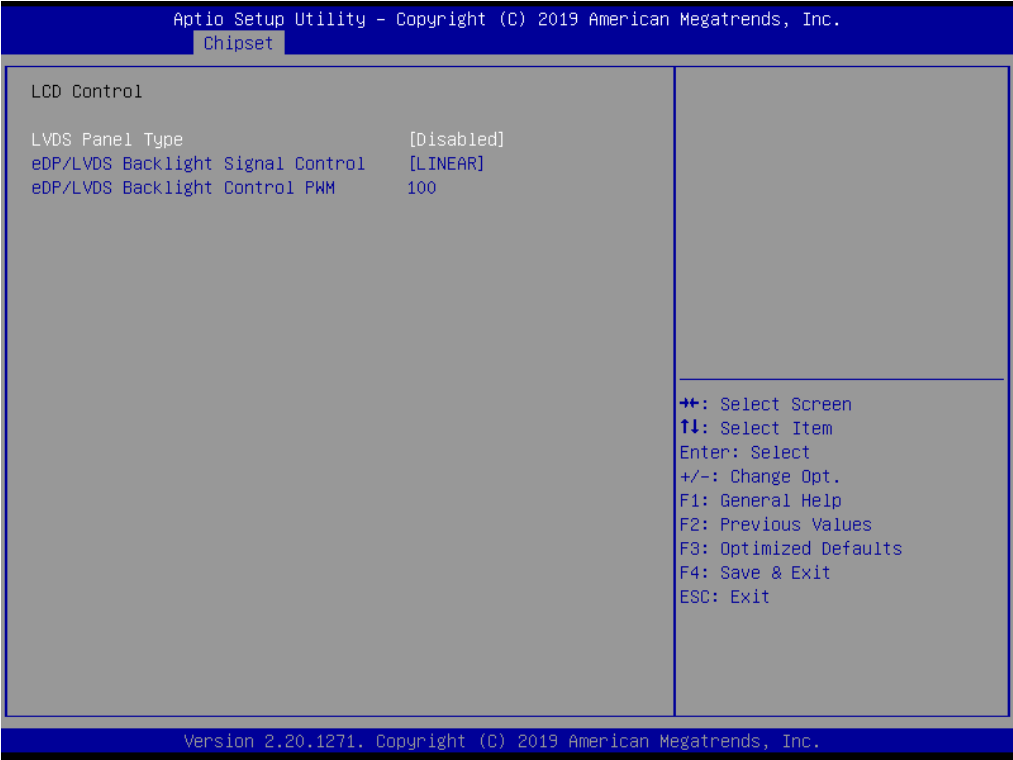 Aptio Setup Utility – Copyright (C) 2019 American Megatrends, Inc.
Chipset
LCD Control
LVDS Panel Type [Disabled]
eDP/LVDS Backlight Signal Control [LINEAR]
eDP/LVDS Backlight Control PWM 100
→←: Select Screen
↑↓: Select Item
Enter: Select
+/-: Change Opt.
F1: General Help
F2: Previous Values
F3: Optimized Defaults
F4: Save & Exit
ESC: Exit
Version 2.20.1271. Copyright (C) 2019 American Megatrends, Inc.